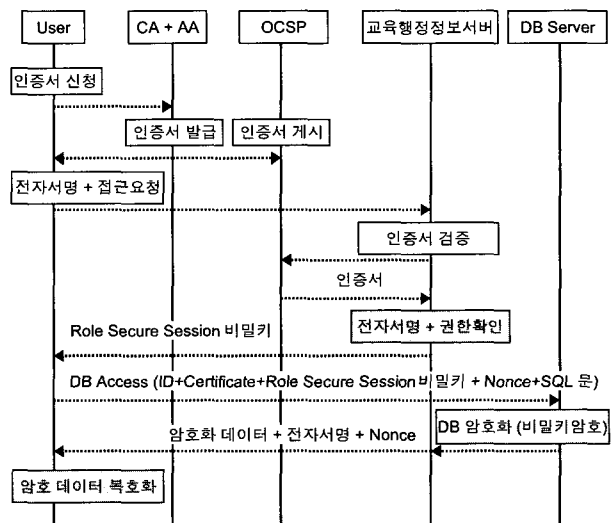 User CA + AA OCSP 교육행정정보서버 DB Server
인증서 신청
인증서 발급 인증서 게시
전자서명 + 접근요청
인증서 검증
인증서
전자서명 + 권한확인
Role Secure Session 비밀키
DB Access (ID+Certificate+Role Secure Session 비밀키 + Nonce+SQL 문)
DB 암호화 (비밀키암호)
암호화 데이터 + 전자서명 + Nonce
암호 데이터 복호화